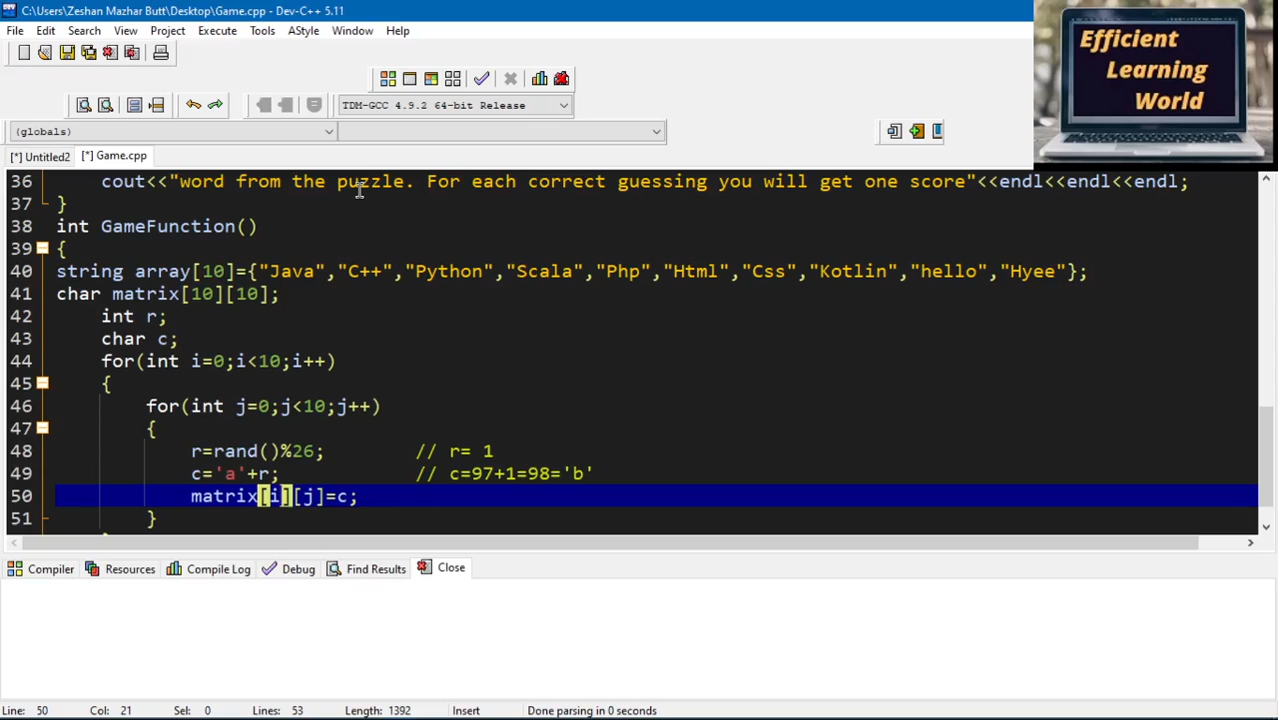 C:\Users\Zeshan Mazhar Butt\Desktop\Game.cpp - Dev-C++ 5.11
File Edit Search View Project Execute Tools AStyle Window Help
TDM-GCC 4.9.2 64-bit Release
(globals)
[*] Untitled2 [*] Game.cpp
Efficient
Learning
World
36 cout<<"word from the puzzle. For each correct guessing you will get one score"<<endl<<endl<<endl;
37 }
38 int GameFunction()
39 {
40 string array[10]={"Java","C++","Python","Scala","Php","Html","Css","Kotlin","hello","Hyee"};
41 char matrix[10][10];
42 int r;
43 char c;
44 for(int i=0;i<10;i++)
45 {
46 for(int j=0;j<10;j++)
47 {
48 r=rand()%26; // r= 1
49 c='a'+r; // c=97+1=98='b'
50 matrix[i][j]=c;
51 }
Compiler Resources Compile Log Debug Find Results Close
Line: 50 Col: 21 Sel: 0 Lines: 53 Length: 1392 Insert Done parsing in 0 seconds